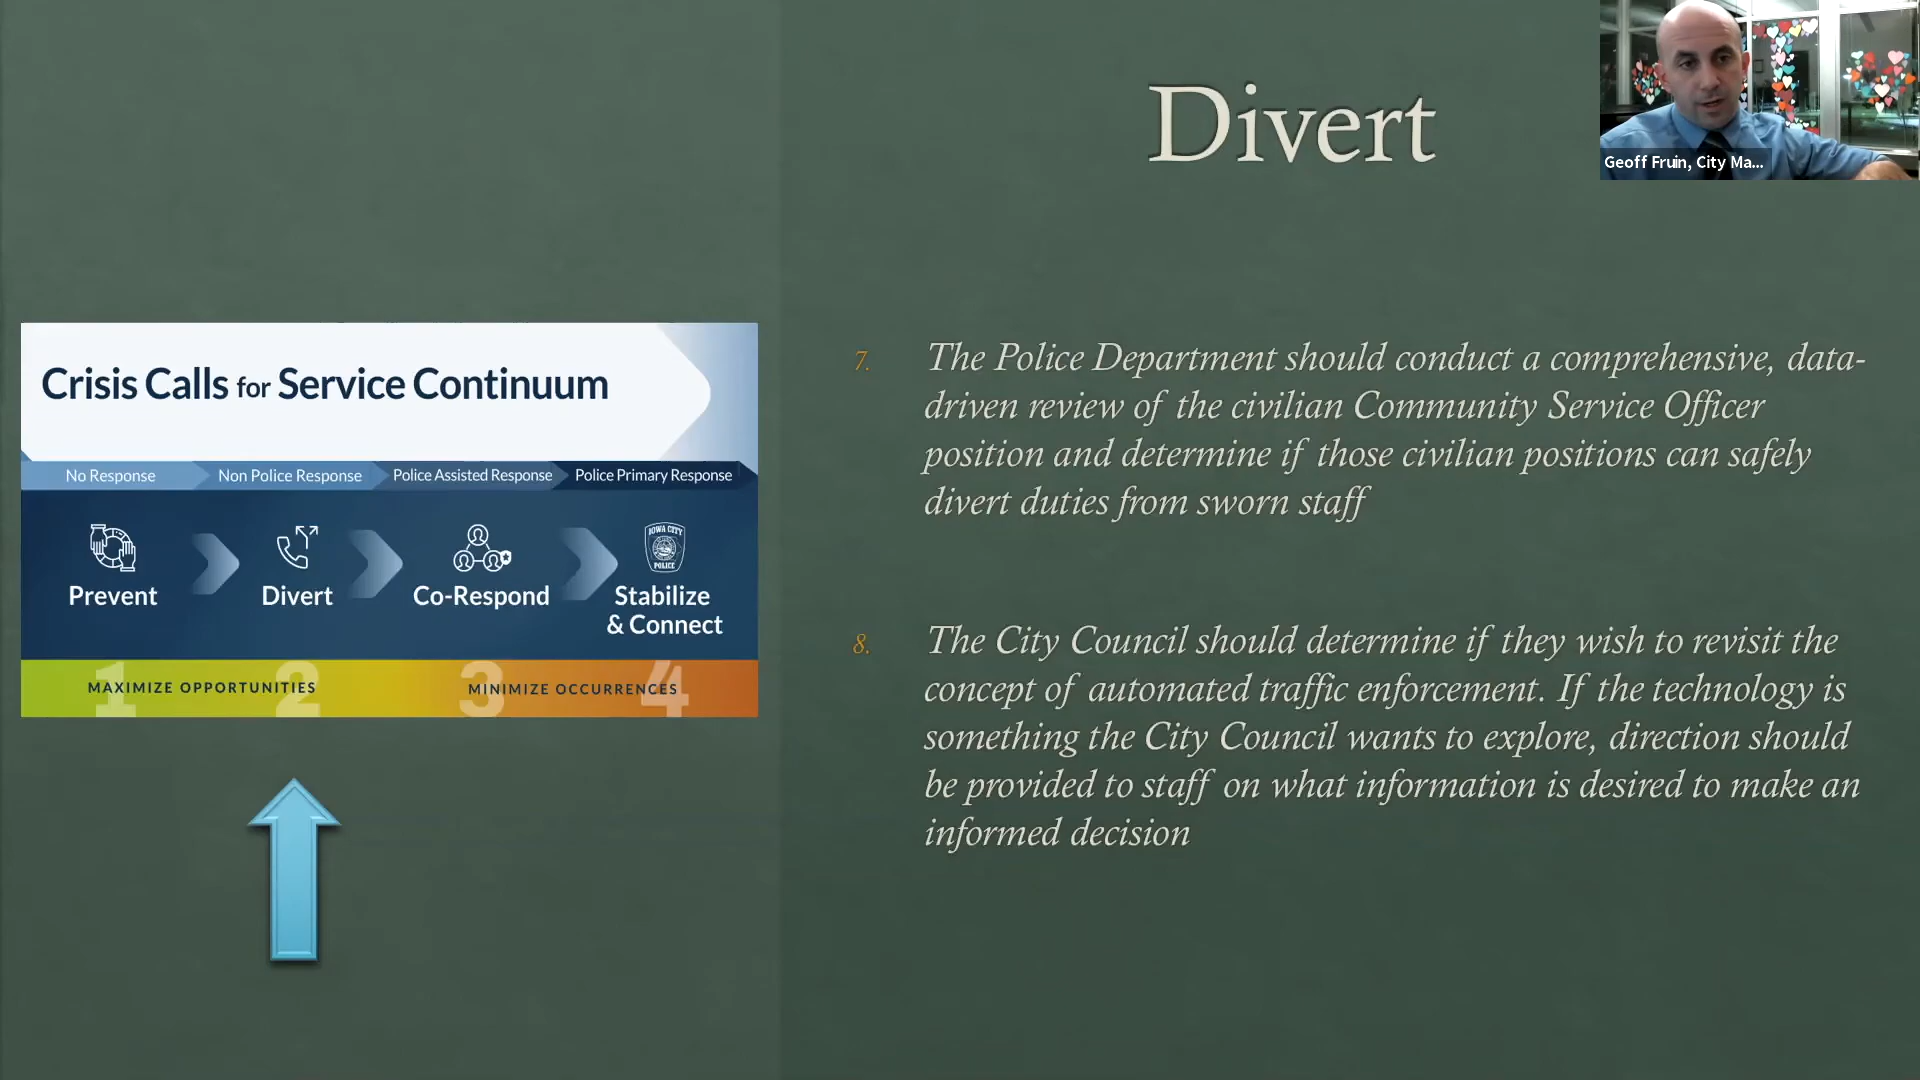 Divert
Geoff Fruin, City Ma...
Crisis Calls for Service Continuum
No Response
Non Police Response
Police Assisted Response
Police Primary Response
IOWA CITY
POLICE
Prevent
Divert
Co-Respond
Stabilize
& Connect
1
2
3
4
MAXIMIZE OPPORTUNITIES
MINIMIZE OCCURRENCES
7. The Police Department should conduct a comprehensive, data-
driven review of the civilian Community Service Officer
position and determine if those civilian positions can safely
divert duties from sworn staff
8. The City Council should determine if they wish to revisit the
concept of automated traffic enforcement. If the technology is
something the City Council wants to explore, direction should
be provided to staff on what information is desired to make an
informed decision